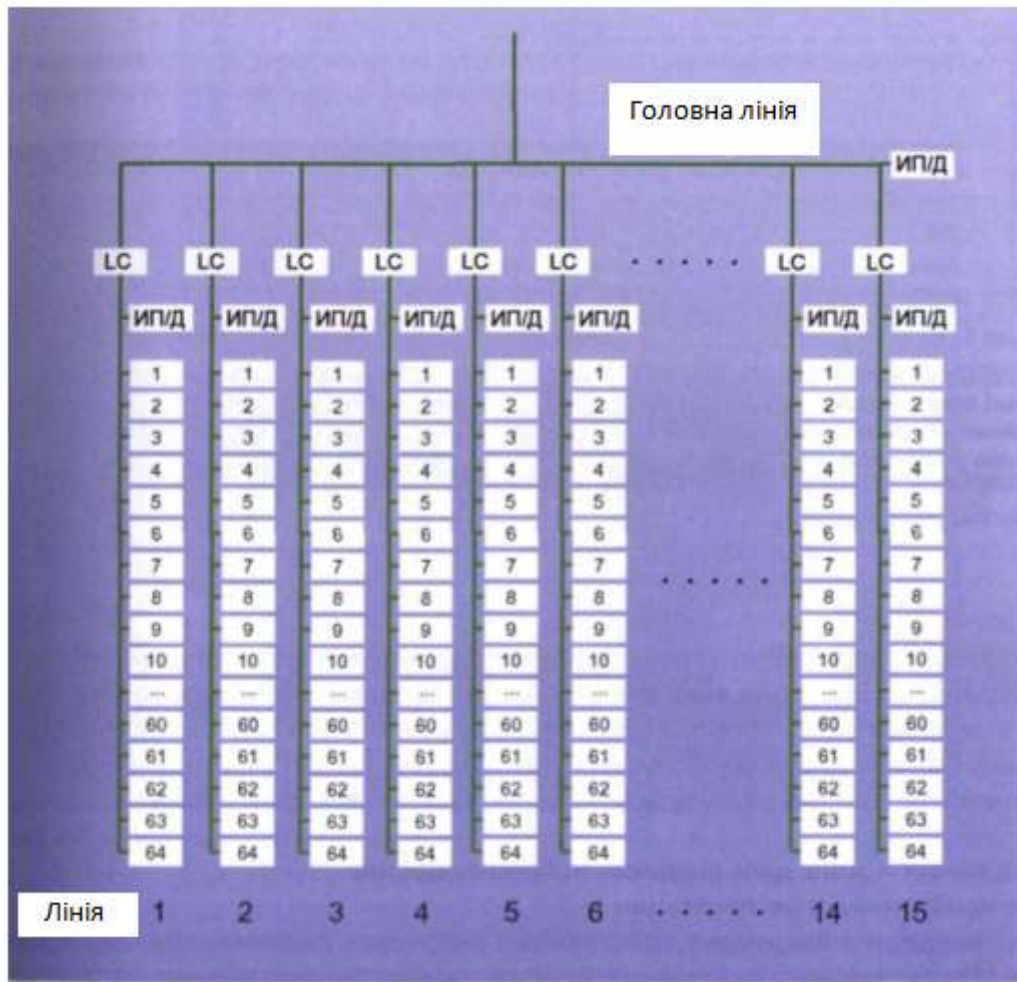 Головна лінія
ИП/Д
LC LC LC LC LC LC . . . . . LC LC
ИП/Д ИП/Д ИП/Д ИП/Д ИП/Д ИП/Д ИП/Д ИП/Д
1 1 1 1 1 1 1 1
2 2 2 2 2 2 2 2
3 3 3 3 3 3 3 3
4 4 4 4 4 4 4 4
5 5 5 5 5 5 5 5
6 6 6 6 6 6 6 6
7 7 7 7 7 7 . . . . . 7 7
8 8 8 8 8 8 8 8
9 9 9 9 9 9 9 9
10 10 10 10 10 10 10 10
... ... ... ... ... ... ... ...
60 60 60 60 60 60 60 60
61 61 61 61 61 61 61 61
62 62 62 62 62 62 62 62
63 63 63 63 63 63 63 63
64 64 64 64 64 64 64 64
Лінія 1 2 3 4 5 6 . . . . . 14 15